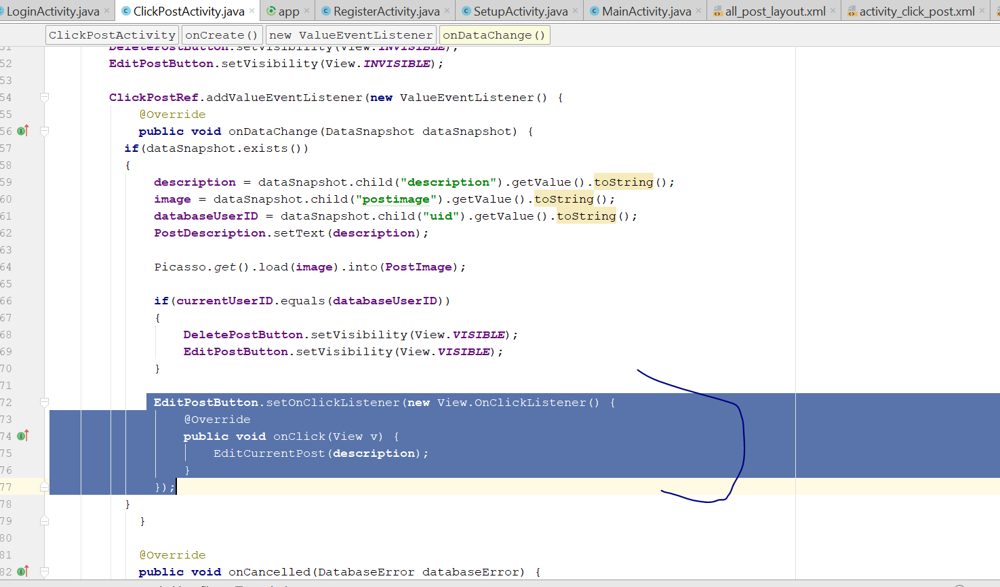 LoginActivity.java × ClickPostActivity.java × app × RegisterActivity.java × SetupActivity.java × MainActivity.java × all_post_layout.xml × activity_click_post.xml ×
ClickPostActivity onCreate() new ValueEventListener onDataChange()
51 DeletePostButton.setVisibility(View.INVISIBLE);
52 EditPostButton.setVisibility(View.INVISIBLE);
53
54 ClickPostRef.addValueEventListener(new ValueEventListener() {
55 @Override
56 public void onDataChange(DataSnapshot dataSnapshot) {
57 if(dataSnapshot.exists())
58 {
59 description = dataSnapshot.child("description").getValue().toString();
60 image = dataSnapshot.child("postimage").getValue().toString();
61 databaseUserID = dataSnapshot.child("uid").getValue().toString();
62 PostDescription.setText(description);
63
64 Picasso.get().load(image).into(PostImage);
65
66 if(currentUserID.equals(databaseUserID))
67 {
68 DeletePostButton.setVisibility(View.VISIBLE);
69 EditPostButton.setVisibility(View.VISIBLE);
70 }
71
72 EditPostButton.setOnClickListener(new View.OnClickListener() {
73 @Override
74 public void onClick(View v) {
75 EditCurrentPost(description);
76 }
77 });
78 }
79 }
80
81 @Override
82 public void onCancelled(DatabaseError databaseError) {